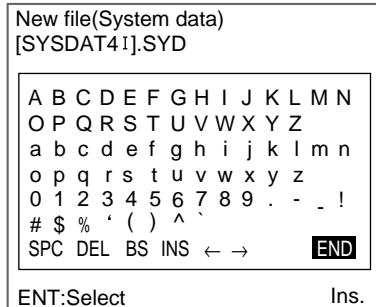 New file(System data)
[SYSDAT4I].SYD
A B C D E F G H I J K L M N
O P Q R S T U V W X Y Z
a b c d e f g h i j k l m n
o p q r s t u v w x y z
0 1 2 3 4 5 6 7 8 9 . - _ !
# $ % ‘ ( ) ^ `
SPC DEL BS INS ← → END
ENT:Select Ins.